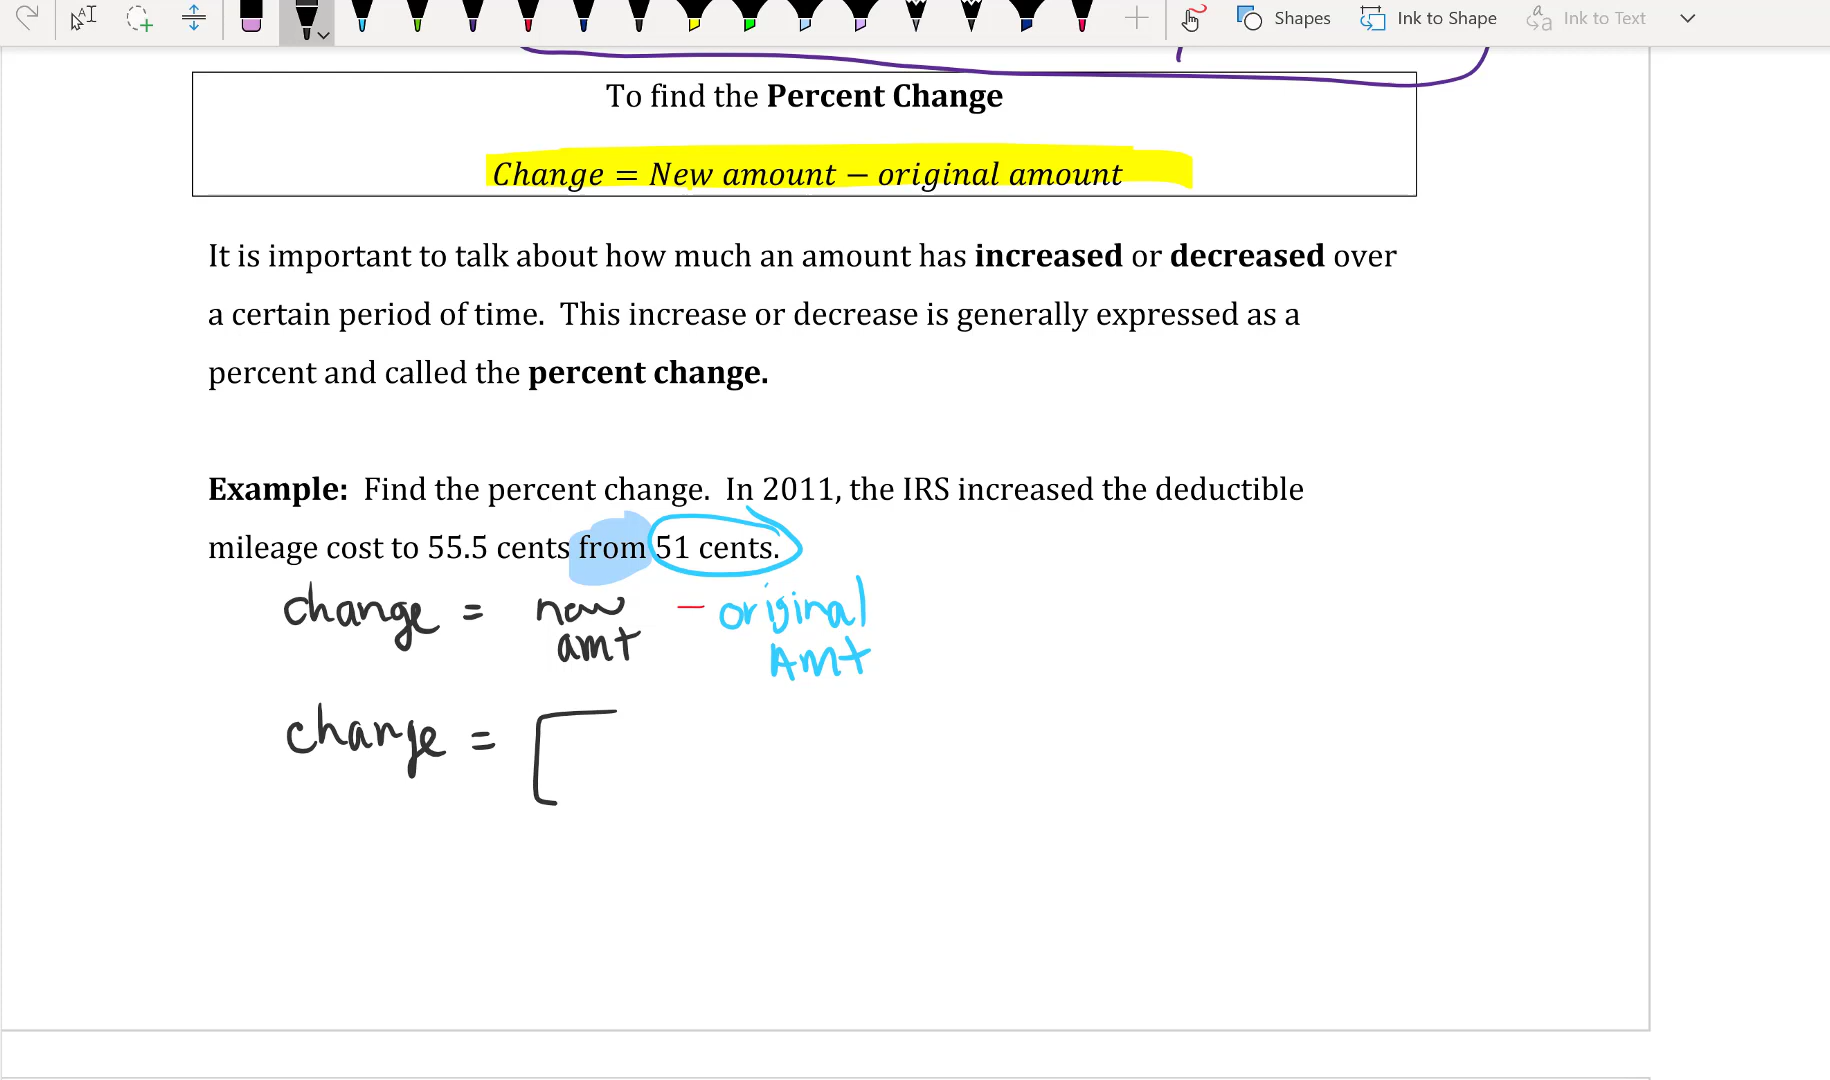 Shapes Ink to Shape Ink to Text
To find the Percent Change
Change = New amount − original amount
It is important to talk about how much an amount has increased or decreased over
a certain period of time. This increase or decrease is generally expressed as a
percent and called the percent change.
Example: Find the percent change. In 2011, the IRS increased the deductible
mileage cost to 55.5 cents from 51 cents.
change = new − original
amt Amt
change =